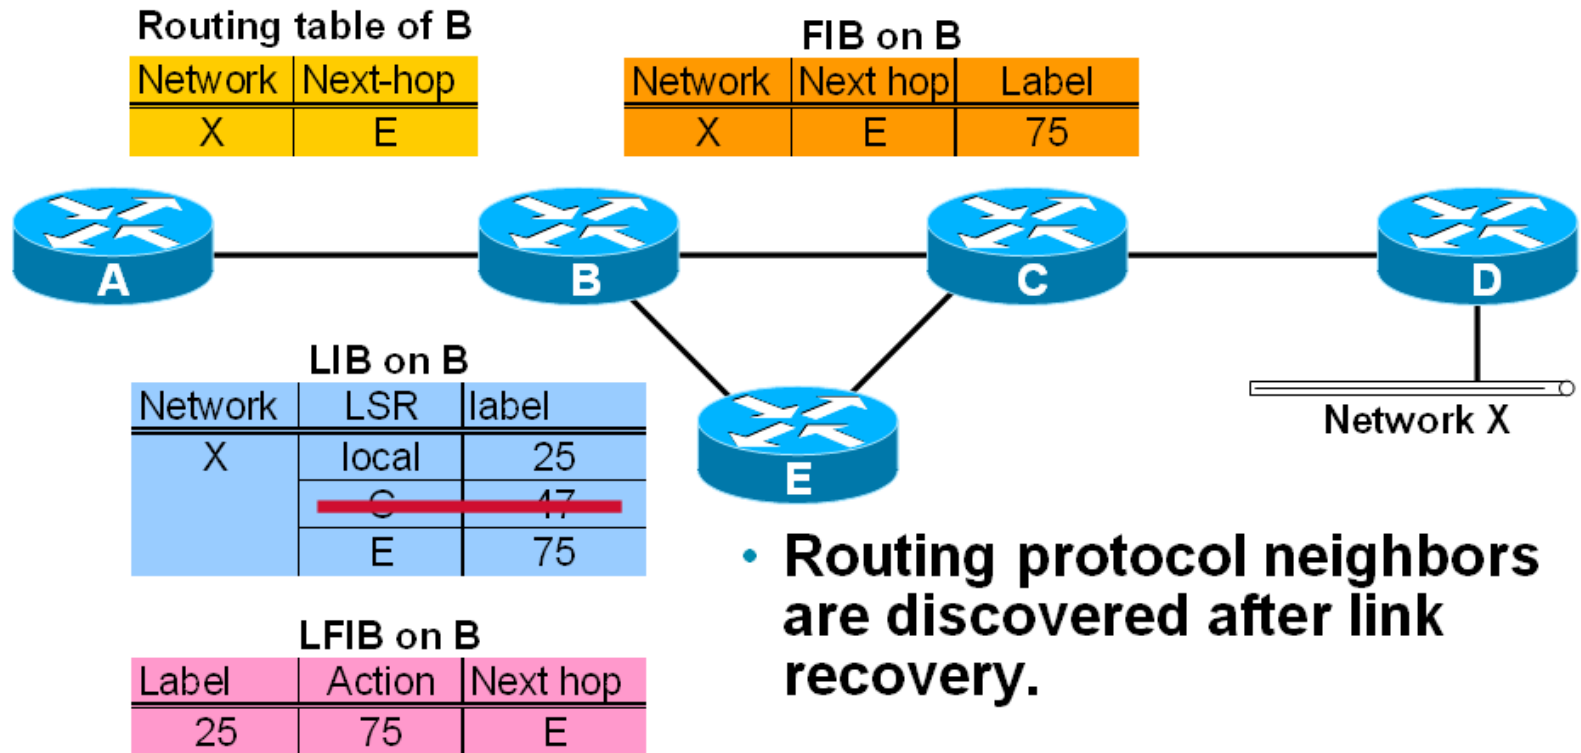 Routing table of B
Network Next-hop
X E
FIB on B
Network Next hop Label
X E 75
A
B
C
D
E
Network X
LIB on B
Network LSR label
X local 25
C 47
E 75
LFIB on B
Label Action Next hop
25 75 E
• Routing protocol neighbors
are discovered after link
recovery.